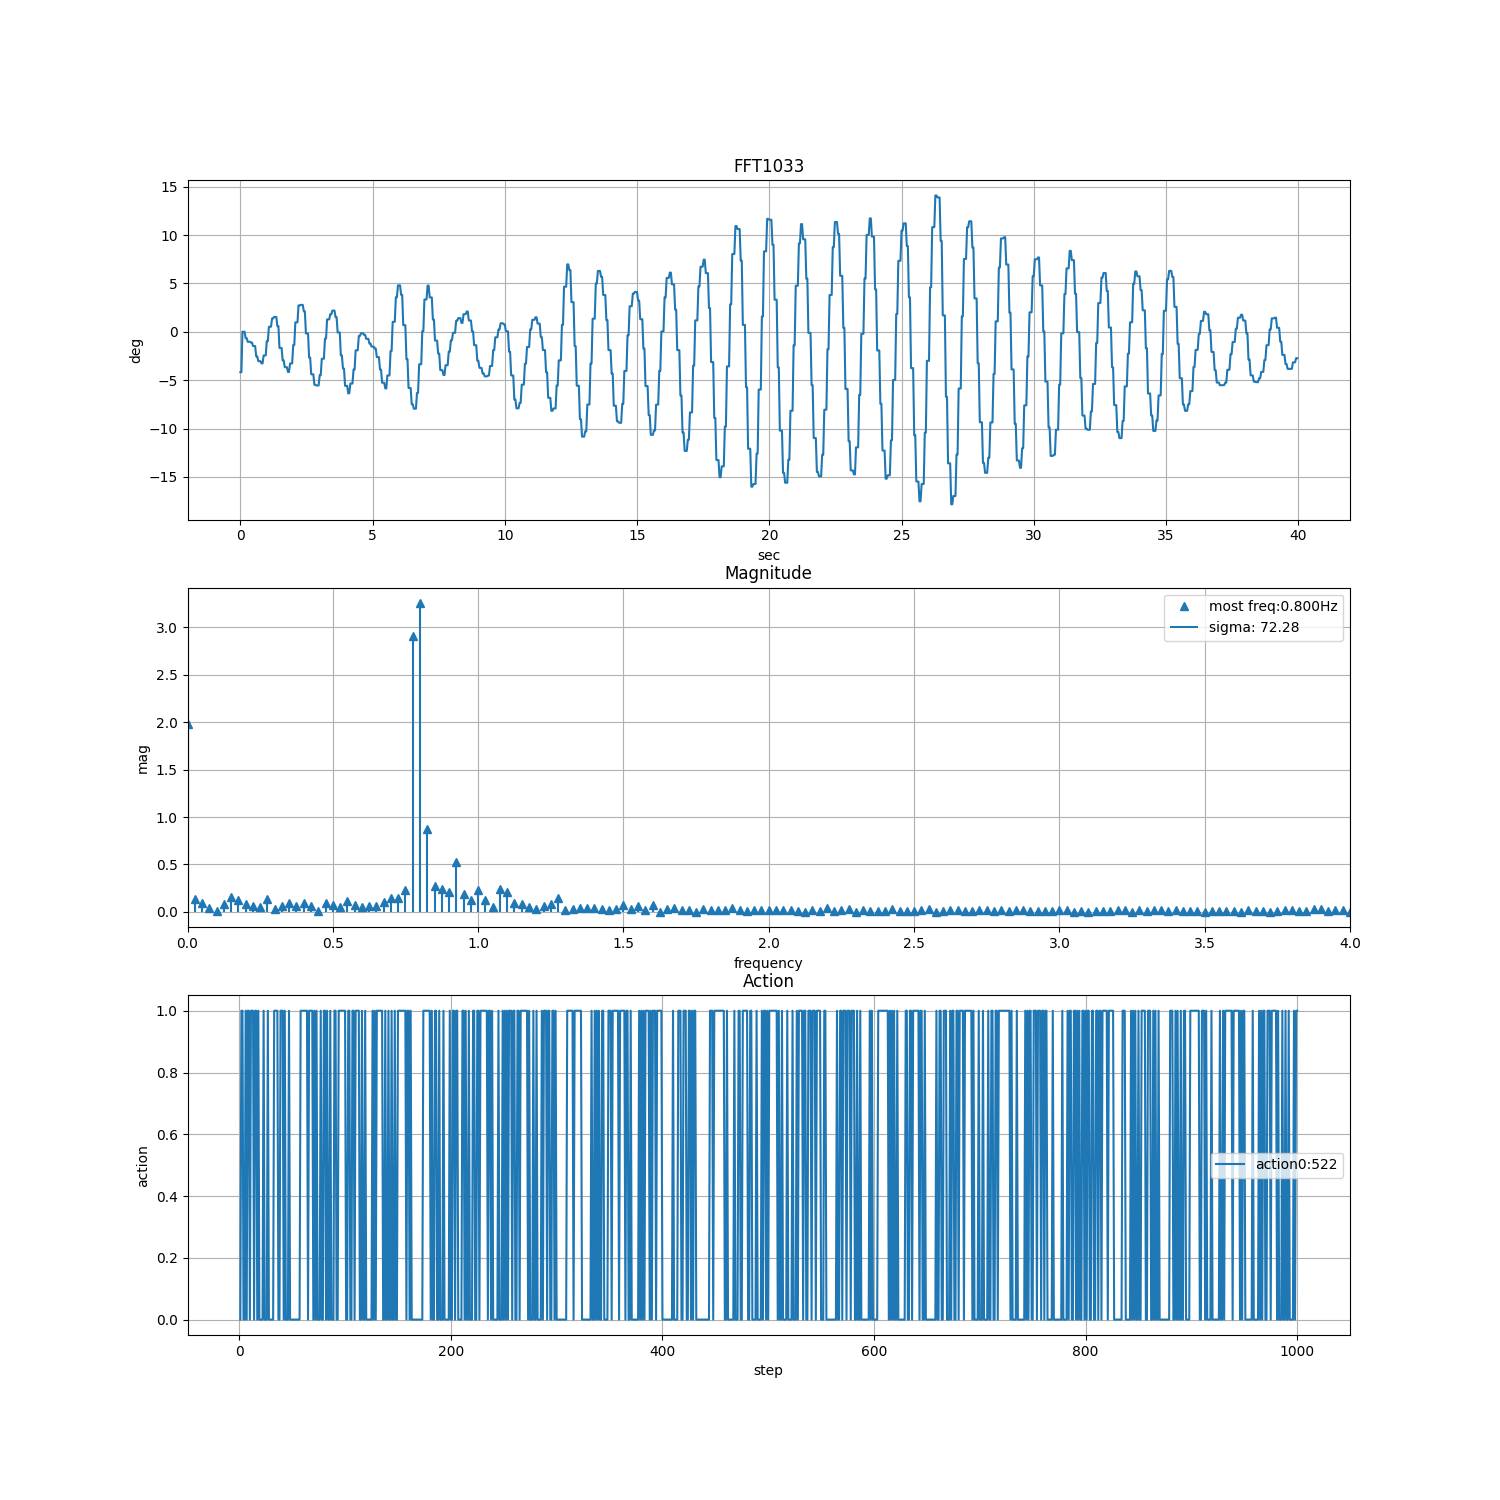 FFT1033
15
10
5
0
−5
−10
−15
deg
0 5 10 15 20 25 30 35 40
sec
Magnitude
most freq:0.800Hz
sigma: 72.28
3.0
2.5
2.0
1.5
1.0
0.5
0.0
mag
0.0 0.5 1.0 1.5 2.0 2.5 3.0 3.5 4.0
frequency
Action
1.0
0.8
0.6
0.4
0.2
0.0
action
action0:522
0 200 400 600 800 1000
step